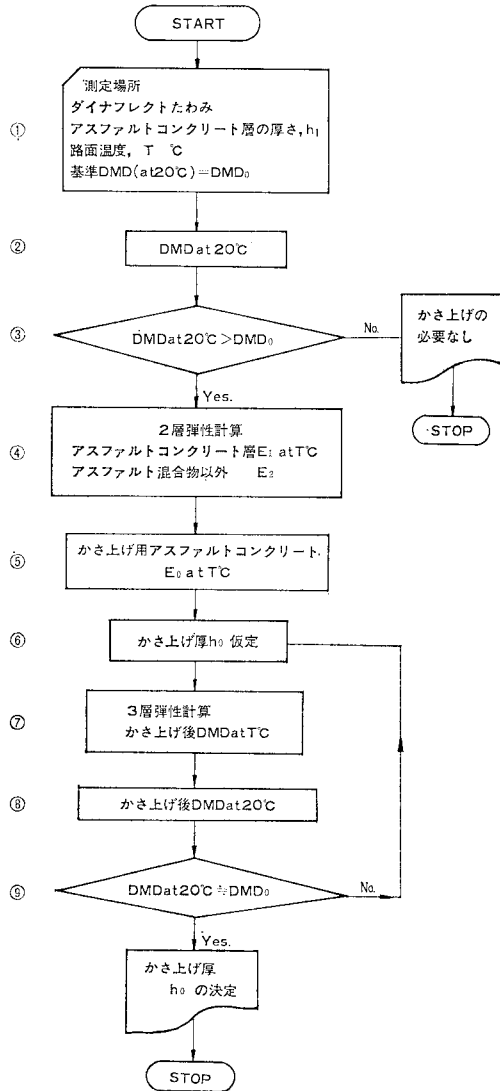 START
① 測定場所
ダイナフレクトたわみ
アスファルトコンクリート層の厚さ,h₁
路面温度, T ℃
基準DMD(at20℃)=DMD₀
② DMDat20℃
③ DMDat20℃>DMD₀
No.
かさ上げの
必要なし
STOP
Yes.
④ 2層弾性計算
アスファルトコンクリート層E₁ atT℃
アスファルト混合物以外 E₂
⑤ かさ上げ用アスファルトコンクリート.
E₀ atT℃
⑥ かさ上げ厚h₀ 仮定
⑦ 3層弾性計算
かさ上げ後DMDatT℃
⑧ かさ上げ後DMDat20℃
⑨ DMDat20℃≒DMD₀
No.
Yes.
かさ上げ厚
h₀ の決定
STOP